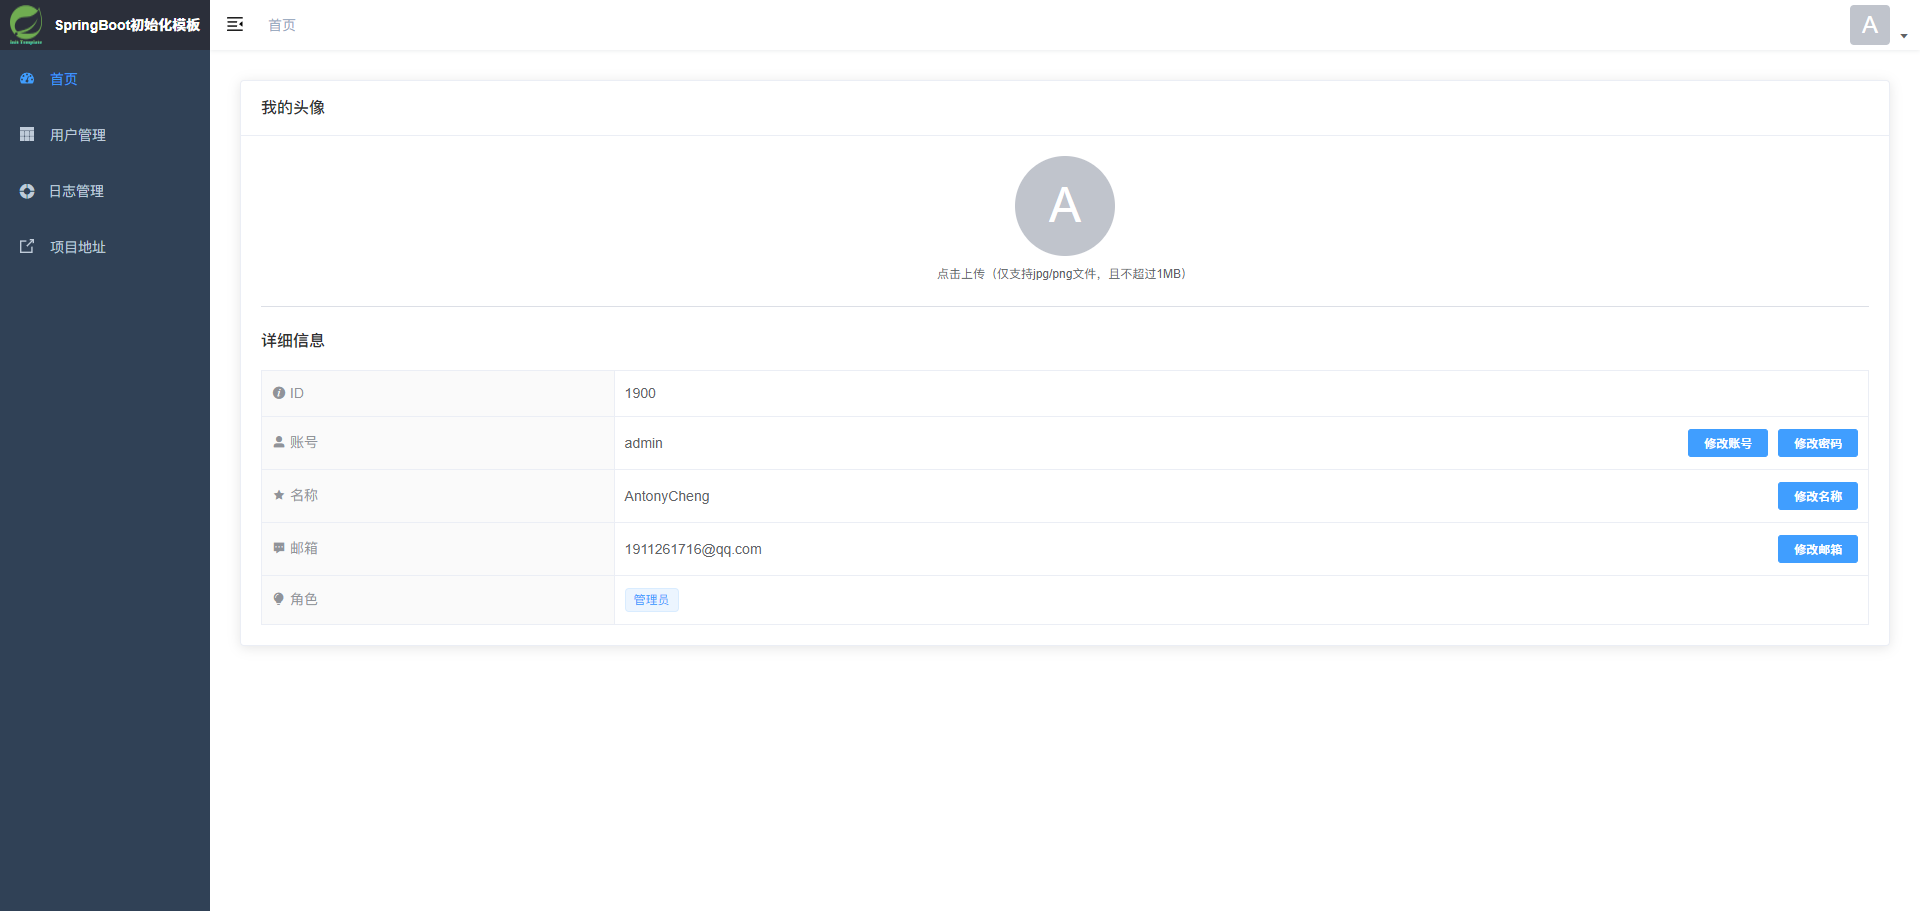 Init Template
SpringBoot初始化模板
首页
A
首页
用户管理
日志管理
项目地址
我的头像
A
点击上传（仅支持jpg/png文件，且不超过1MB）
详细信息
ID 1900
账号 admin 修改账号 修改密码
名称 AntonyCheng 修改名称
邮箱 1911261716@qq.com 修改邮箱
角色 管理员